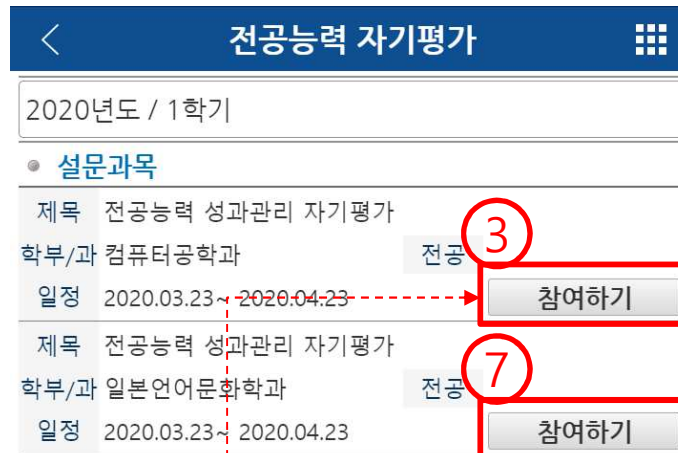 전공능력 자기평가
2020년도 / 1학기
설문과목
제목 전공능력 성과관리 자기평가
학부/과 컴퓨터공학과 전공
3
일정 2020.03.23~ 2020.04.23 참여하기
제목 전공능력 성과관리 자기평가
학부/과 일본언어문화학과 전공
7
일정 2020.03.23~ 2020.04.23 참여하기